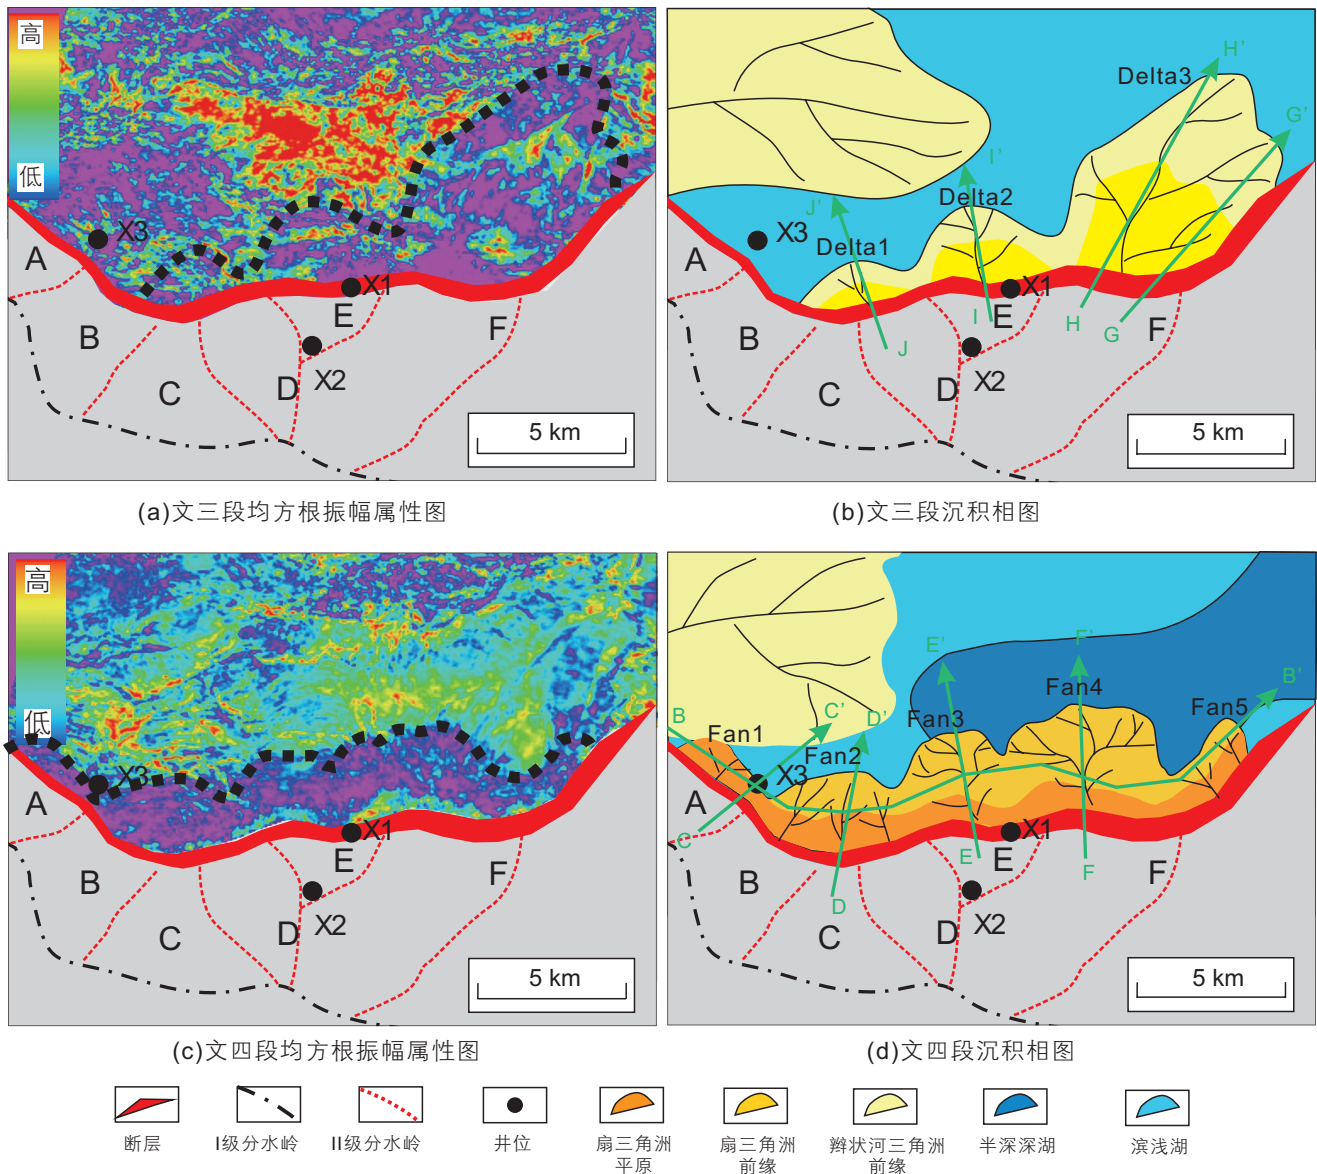 高
低
X3
A
B
C
D
E
F
X1
X2
5 km
(a)文三段均方根振幅属性图
H'
Delta3
G'
I'
J'
Delta2
X3
Delta1
A
B
C
D
E
F
I
J
H
G
X1
X2
5 km
(b)文三段沉积相图
高
低
X3
A
B
C
D
E
F
X1
X2
5 km
(c)文四段均方根振幅属性图
E'
F'
B'
B
C'
D'
Fan1
Fan2
Fan3
Fan4
Fan5
X3
A
C
B
C
D
D
E
E
F
F
X1
X2
5 km
(d)文四段沉积相图
断层
I级分水岭
II级分水岭
井位
扇三角洲
平原
扇三角洲
前缘
辫状河三角洲
前缘
半深深湖
滨浅湖